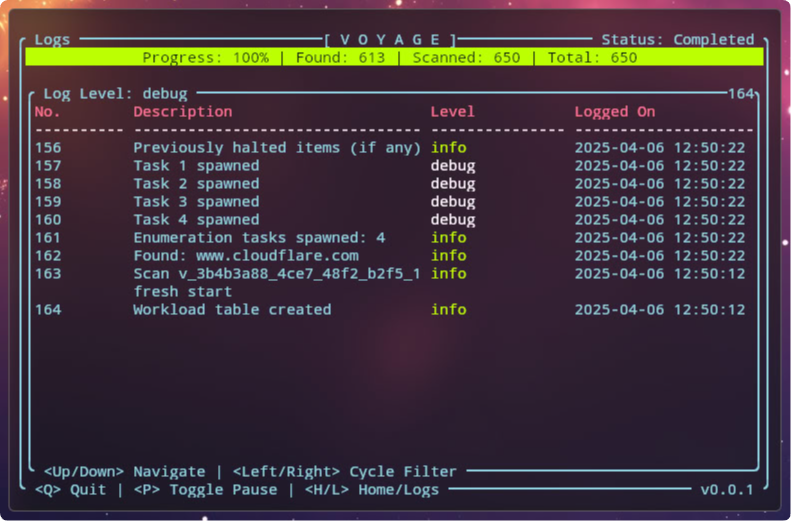 Logs [ V O Y A G E ] Status: Completed
Progress: 100% | Found: 613 | Scanned: 650 | Total: 650
Log Level: debug 164
No. Description Level Logged On
----------- -------------------------------- --------------- --------------------
156 Previously halted items (if any) info 2025-04-06 12:50:22
157 Task 1 spawned debug 2025-04-06 12:50:22
158 Task 2 spawned debug 2025-04-06 12:50:22
159 Task 3 spawned debug 2025-04-06 12:50:22
160 Task 4 spawned debug 2025-04-06 12:50:22
161 Enumeration tasks spawned: 4 info 2025-04-06 12:50:22
162 Found: www.cloudflare.com info 2025-04-06 12:50:22
163 Scan v_3b4b3a88_4ce7_48f2_b2f5_1 info 2025-04-06 12:50:12
fresh start
164 Workload table created info 2025-04-06 12:50:12
<Up/Down> Navigate | <Left/Right> Cycle Filter
<Q> Quit | <P> Toggle Pause | <H/L> Home/Logs v0.0.1